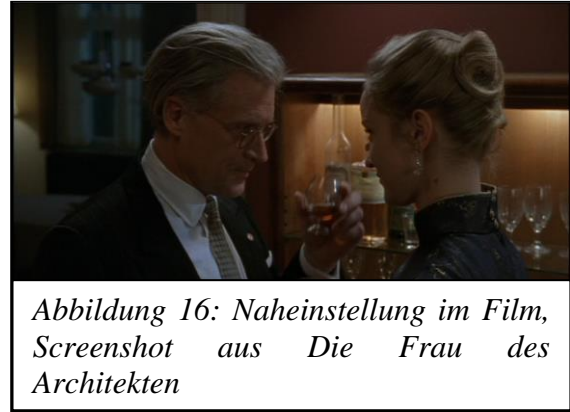 Abbildung 16: Naheinstellung im Film,
Screenshot aus Die Frau des
Architekten